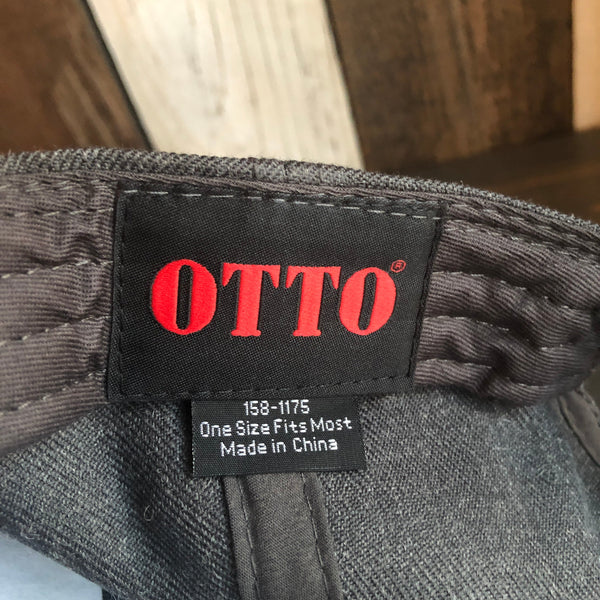 OTTO®
158-1175
One Size Fits Most
Made in China